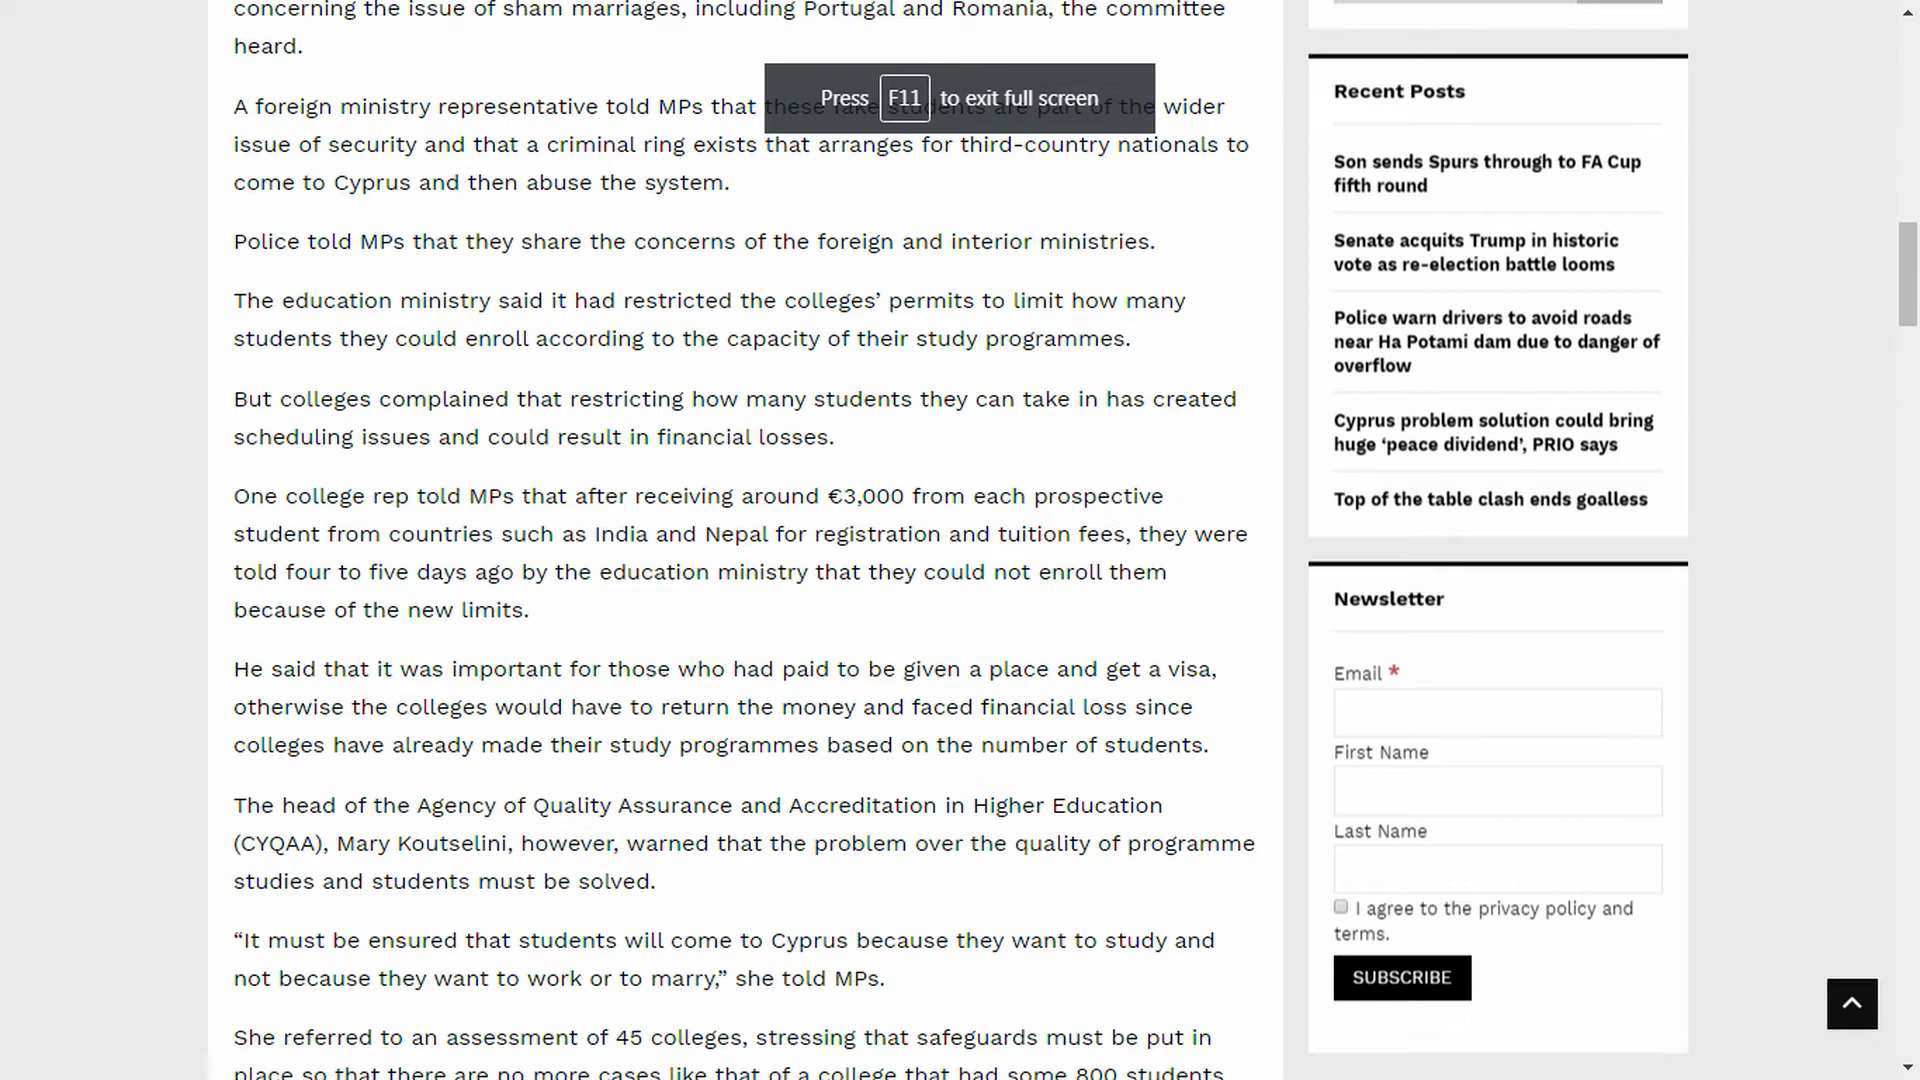 concerning the issue of sham marriages, including Portugal and Romania, the committee
heard.
Press F11 to exit full screen
A foreign ministry representative told MPs that these fake students are part of the wider
issue of security and that a criminal ring exists that arranges for third-country nationals to
come to Cyprus and then abuse the system.
Police told MPs that they share the concerns of the foreign and interior ministries.
The education ministry said it had restricted the colleges’ permits to limit how many
students they could enroll according to the capacity of their study programmes.
But colleges complained that restricting how many students they can take in has created
scheduling issues and could result in financial losses.
One college rep told MPs that after receiving around €3,000 from each prospective
student from countries such as India and Nepal for registration and tuition fees, they were
told four to five days ago by the education ministry that they could not enroll them
because of the new limits.
He said that it was important for those who had paid to be given a place and get a visa,
otherwise the colleges would have to return the money and faced financial loss since
colleges have already made their study programmes based on the number of students.
The head of the Agency of Quality Assurance and Accreditation in Higher Education
(CYQAA), Mary Koutselini, however, warned that the problem over the quality of programme
studies and students must be solved.
“It must be ensured that students will come to Cyprus because they want to study and
not because they want to work or to marry,” she told MPs.
She referred to an assessment of 45 colleges, stressing that safeguards must be put in
place so that there are no more cases like that of a college that had some 800 students
Recent Posts
Son sends Spurs through to FA Cup
fifth round
Senate acquits Trump in historic
vote as re-election battle looms
Police warn drivers to avoid roads
near Ha Potami dam due to danger of
overflow
Cyprus problem solution could bring
huge ‘peace dividend’, PRIO says
Top of the table clash ends goalless
Newsletter
Email *
First Name
Last Name
I agree to the privacy policy and
terms.
SUBSCRIBE